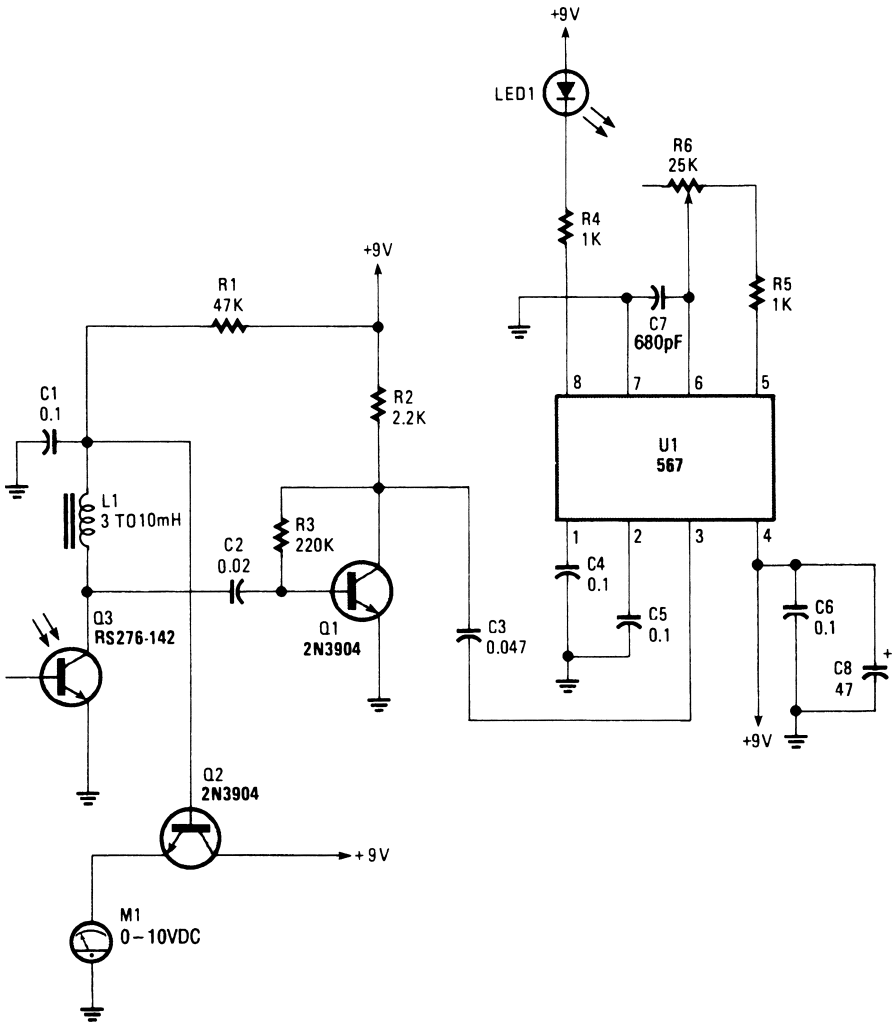 +9V
LED1
R6
25K
R4
1K
+9V
R1
47K
R5
1K
C7
680pF
C1
0.1
R2
2.2K
8
7
6
5
U1
567
L1
3 TO 10mH
R3
220K
C2
0.02
1
2
3
4
C4
0.1
Q3
RS276-142
Q1
2N3904
C3
0.047
C5
0.1
C6
0.1
+
C8
47
+9V
Q2
2N3904
+9V
M1
0-10VDC